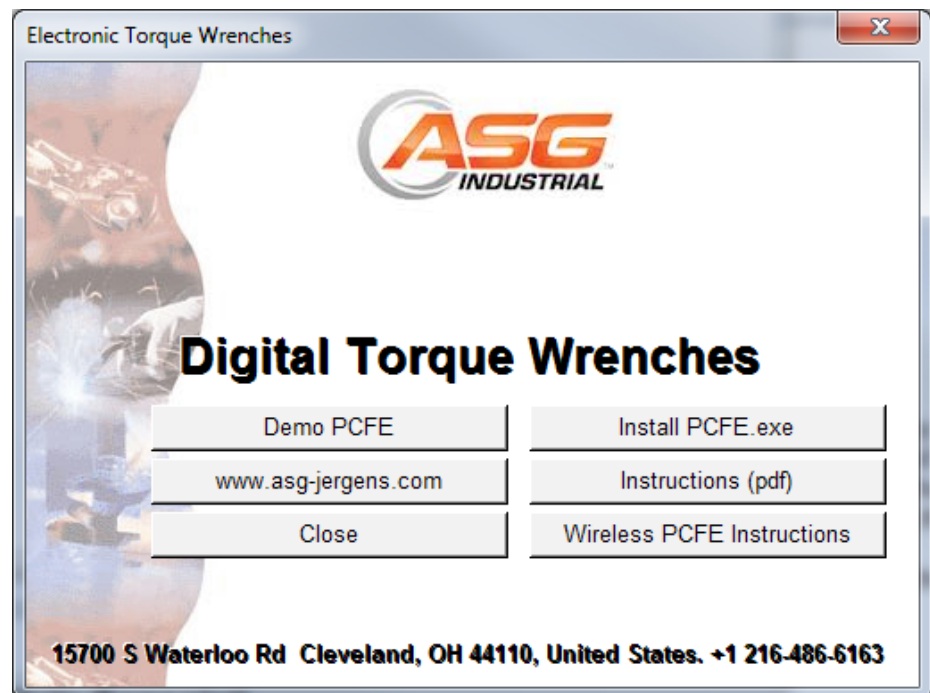 Electronic Torque Wrenches
ASG
INDUSTRIAL
Digital Torque Wrenches
Demo PCFE
Install PCFE.exe
www.asg-jergens.com
Instructions (pdf)
Close
Wireless PCFE Instructions
15700 S Waterloo Rd Cleveland, OH 44110, United States. +1 216-486-6163